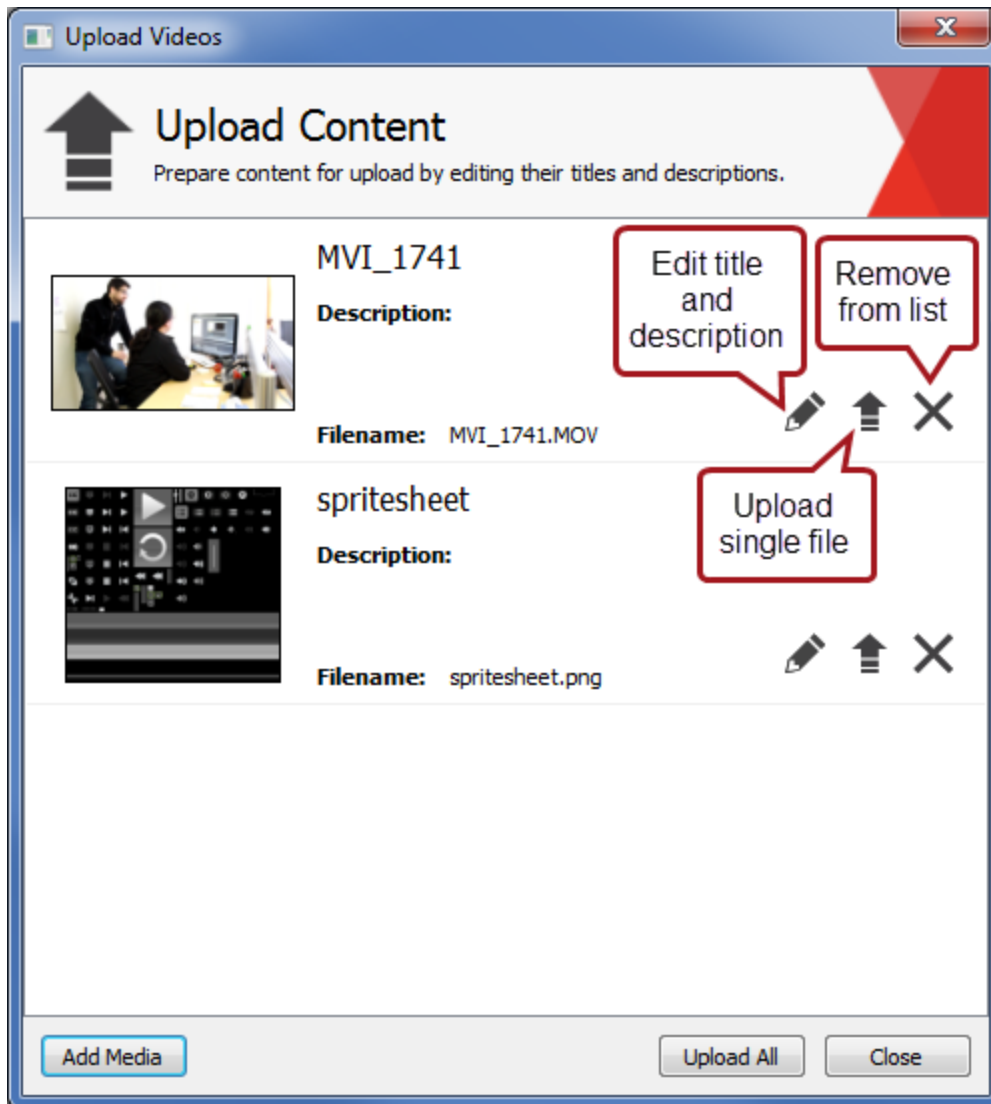 Upload Videos
Upload Content
Prepare content for upload by editing their titles and descriptions.
MVI_1741
Description:
Filename: MVI_1741.MOV
Edit title
and
description
Remove
from list
Upload
single file
spritesheet
Description:
Filename: spritesheet.png
Add Media
Upload All
Close